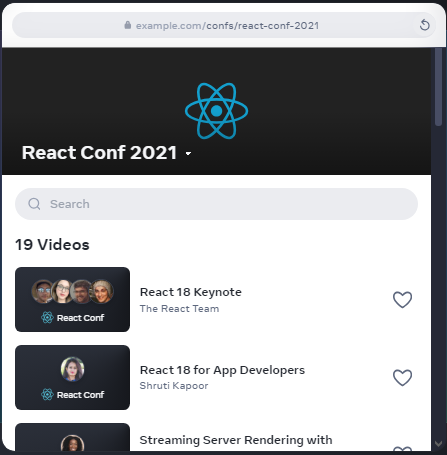 example.com/confs/react-conf-2021
React Conf 2021
Search
19 Videos
React Conf
React 18 Keynote
The React Team
React Conf
React 18 for App Developers
Shruti Kapoor
Streaming Server Rendering with